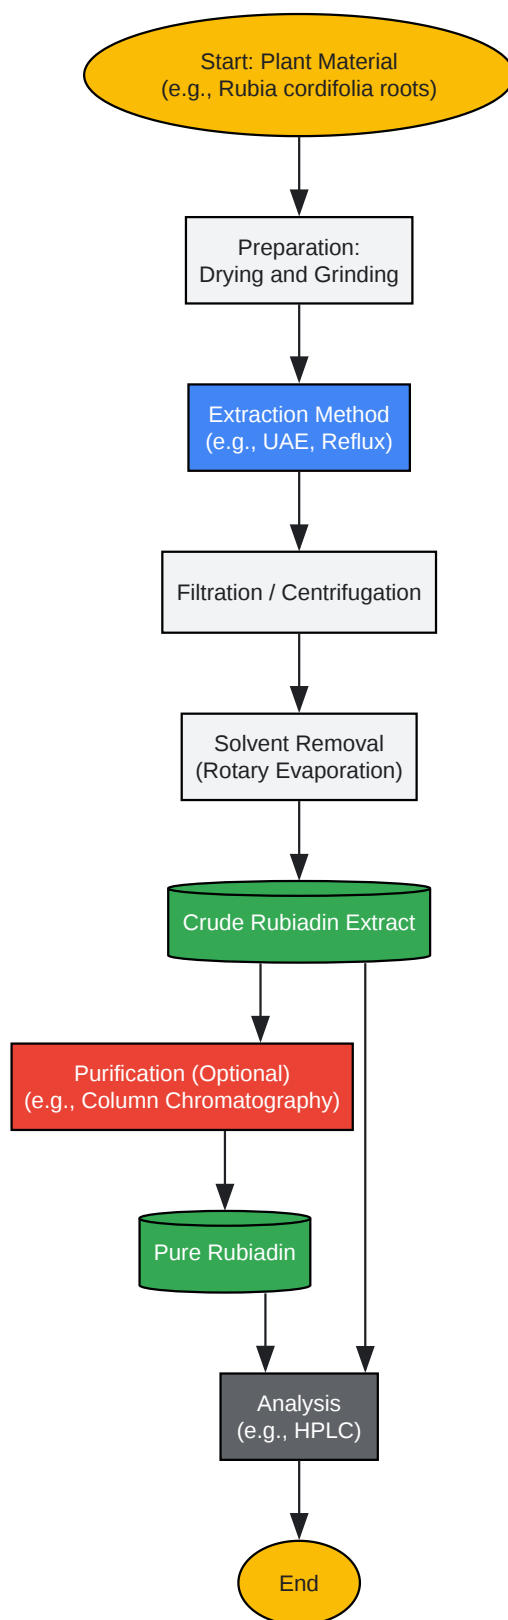 Start: Plant Material
(e.g., Rubia cordifolia roots)
Preparation:
Drying and Grinding
Extraction Method
(e.g., UAE, Reflux)
Filtration / Centrifugation
Solvent Removal
(Rotary Evaporation)
Crude Rubiadin Extract
Purification (Optional)
(e.g., Column Chromatography)
Pure Rubiadin
Analysis
(e.g., HPLC)
End